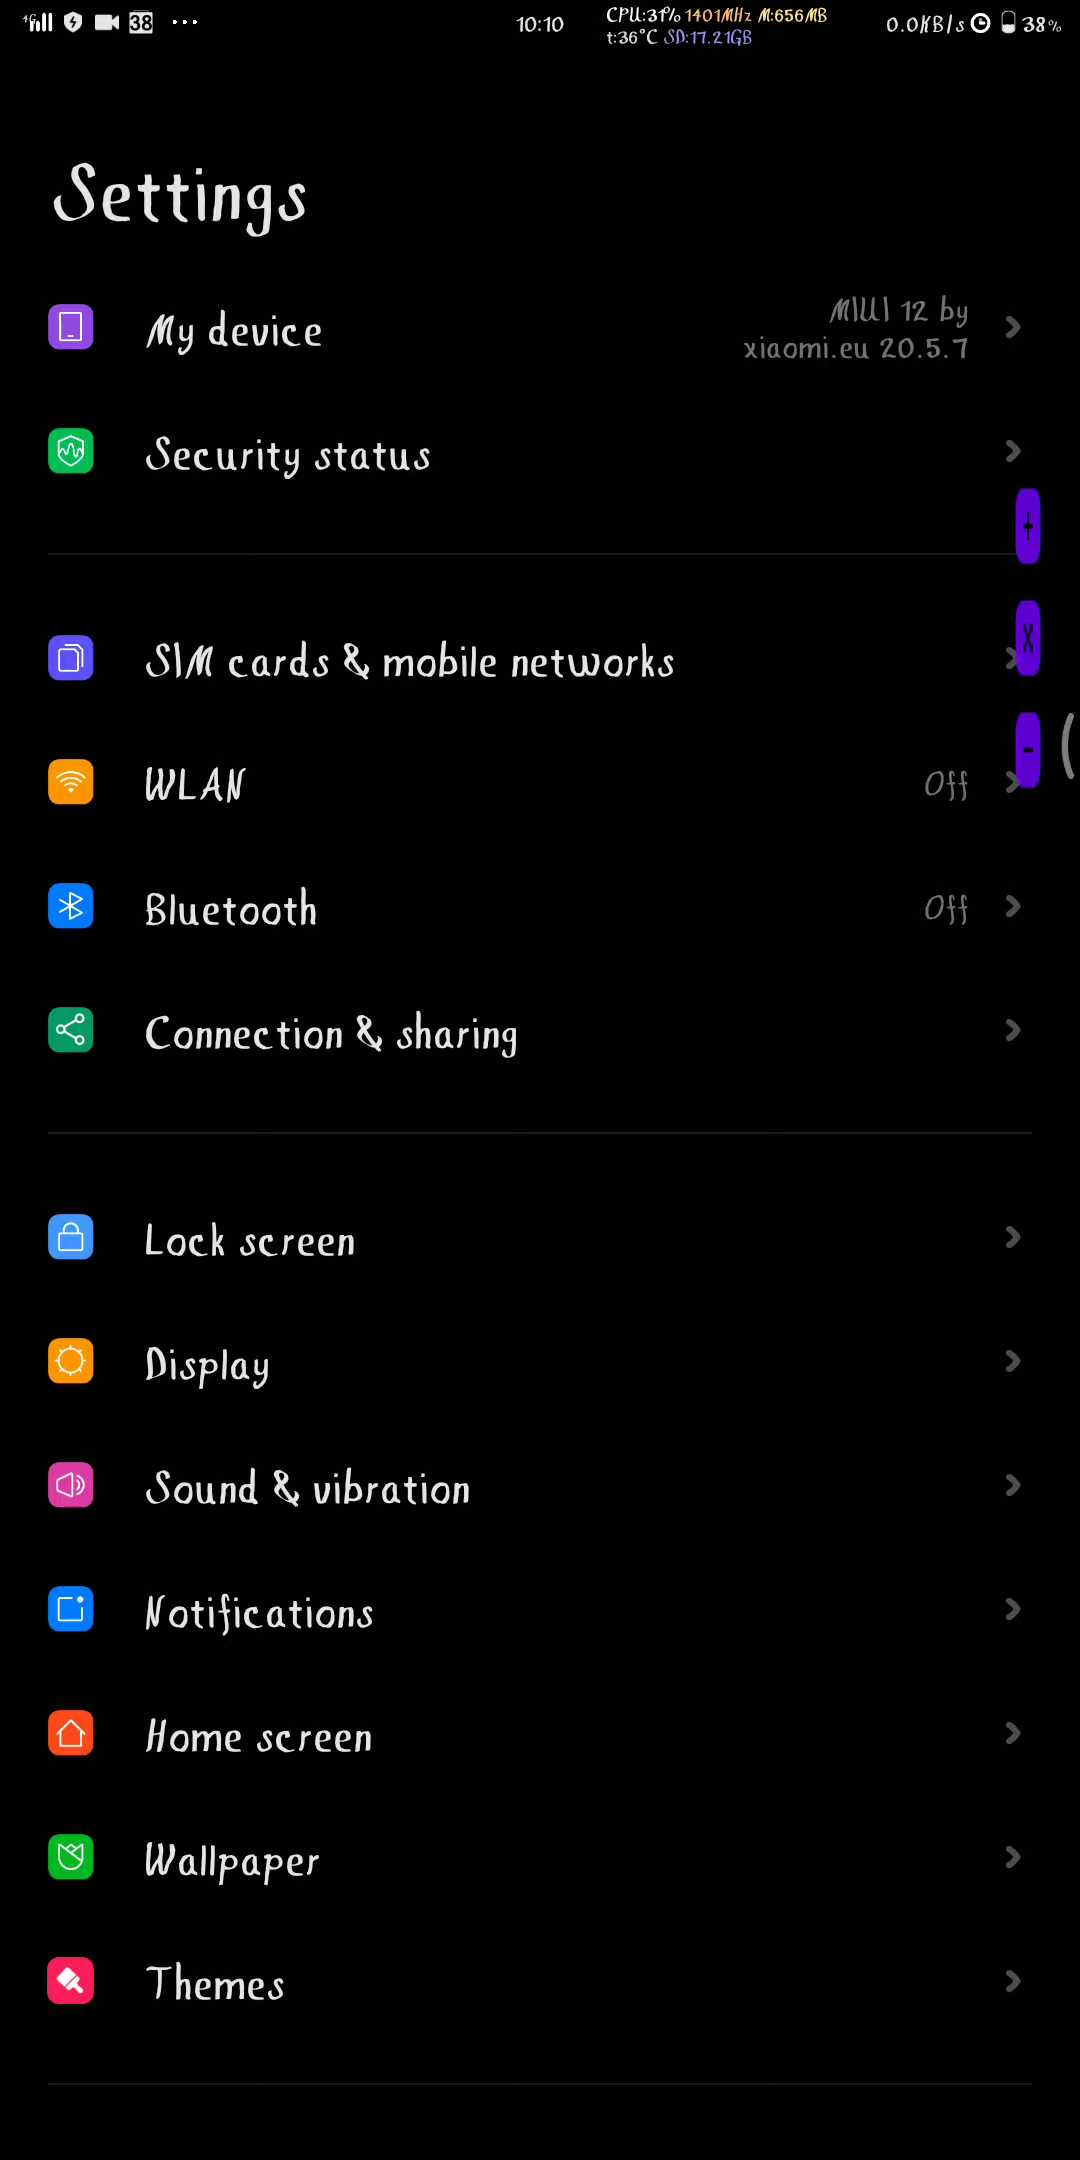 4G 38 ... 10:10 CPU:31% 1401MHz M:656MB 0.0KB/s 38%
t:36°C SD:17.21GB
Settings
My device
MIUI 12 by
xiaomi.eu 20.5.7
Security status
+
SIM cards & mobile networks
X
WLAN
Off
-
Bluetooth
Off
Connection & sharing
Lock screen
Display
Sound & vibration
Notifications
Home screen
Wallpaper
Themes